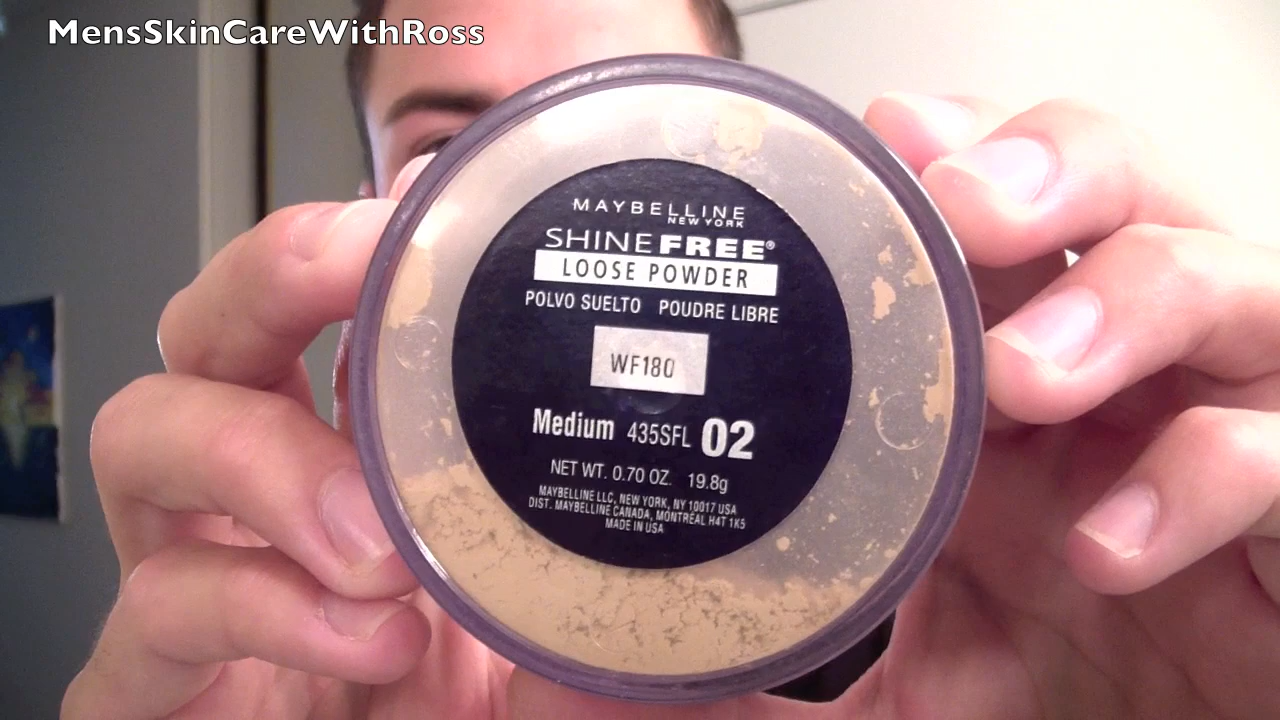 MensSkinCareWithRoss
MAYBELLINE
NEW YORK
SHINE FREE®
LOOSE POWDER
POLVO SUELTO POUDRE LIBRE
WF180
Medium 435SFL 02
NET WT. 0.70 OZ. 19.8g
MAYBELLINE LLC, NEW YORK, NY 10017 USA
DIST. MAYBELLINE CANADA, MONTRÉAL H4T 1K5
MADE IN USA